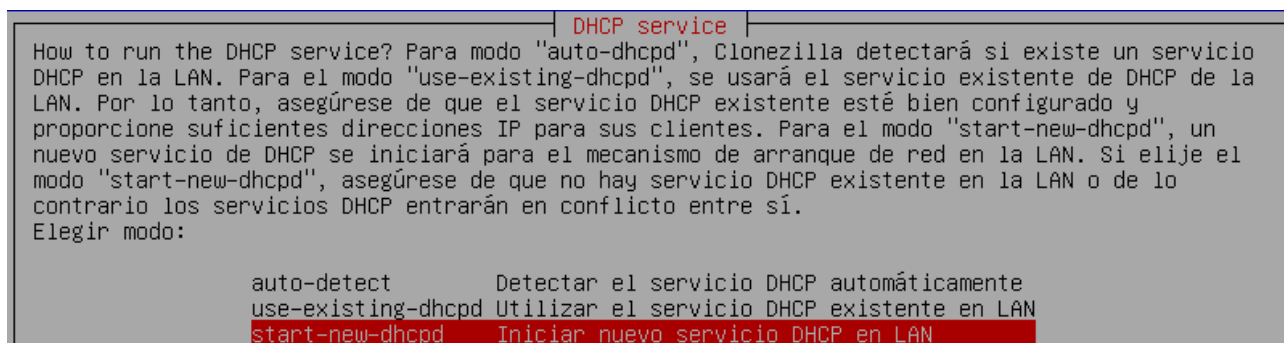 DHCP service
How to run the DHCP service? Para modo "auto-dhcpd", Clonezilla detectará si existe un servicio
DHCP en la LAN. Para el modo "use-existing-dhcpd", se usará el servicio existente de DHCP de la
LAN. Por lo tanto, asegúrese de que el servicio DHCP existente esté bien configurado y
proporcione suficientes direcciones IP para sus clientes. Para el modo "start-new-dhcpd", un
nuevo servicio de DHCP se iniciará para el mecanismo de arranque de red en la LAN. Si elije el
modo "start-new-dhcpd", asegúrese de que no hay servicio DHCP existente en la LAN o de lo
contrario los servicios DHCP entrarán en conflicto entre sí.
Elegir modo:
auto-detect Detectar el servicio DHCP automáticamente
use-existing-dhcpd Utilizar el servicio DHCP existente en LAN
start-new-dhcpd Iniciar nuevo servicio DHCP en LAN